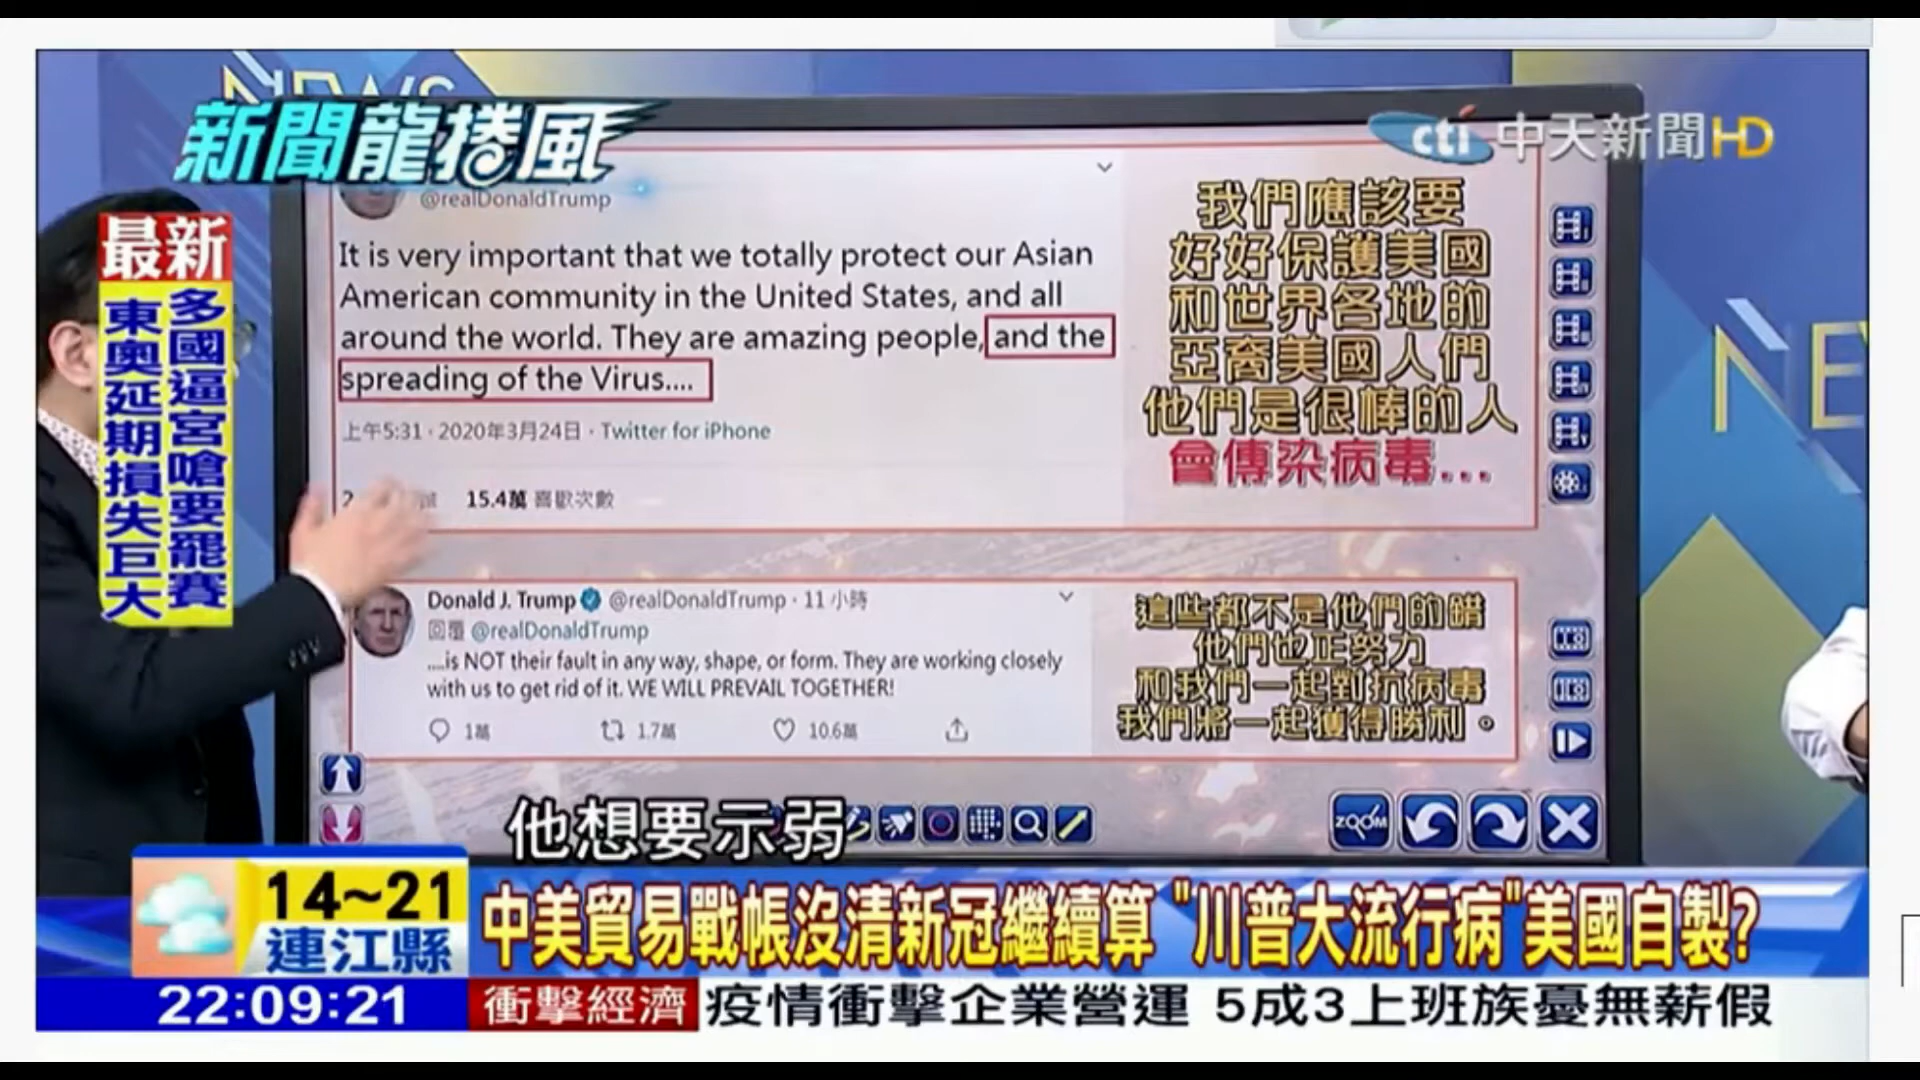 NEWS
新聞龍捲風
cti 中天新聞HD
最新
多國逼宮嗆要罷賽
東奧延期損失巨大
@realDonaldTrump
It is very important that we totally protect our Asian
American community in the United States, and all
around the world. They are amazing people, and the
spreading of the Virus....
上午5:31 · 2020年3月24日 · Twitter for iPhone
15.4萬 喜歡次數
我們應該要
好好保護美國
和世界各地的
亞裔美國人們
他們是很棒的人
會傳染病毒...
Donald J. Trump @realDonaldTrump · 11 小時
回覆 @realDonaldTrump
....is NOT their fault in any way, shape, or form. They are working closely
with us to get rid of it. WE WILL PREVAIL TOGETHER!
1萬 1.7萬 10.6萬
這些都不是他們的錯
他們也正努力
和我們一起對抗病毒
我們將一起獲得勝利。
ZOOM
他想要示弱
14~21
連江縣
中美貿易戰帳沒清新冠繼續算 "川普大流行病"美國自製?
22:09:21
衝擊經濟 疫情衝擊企業營運 5成3上班族憂無薪假